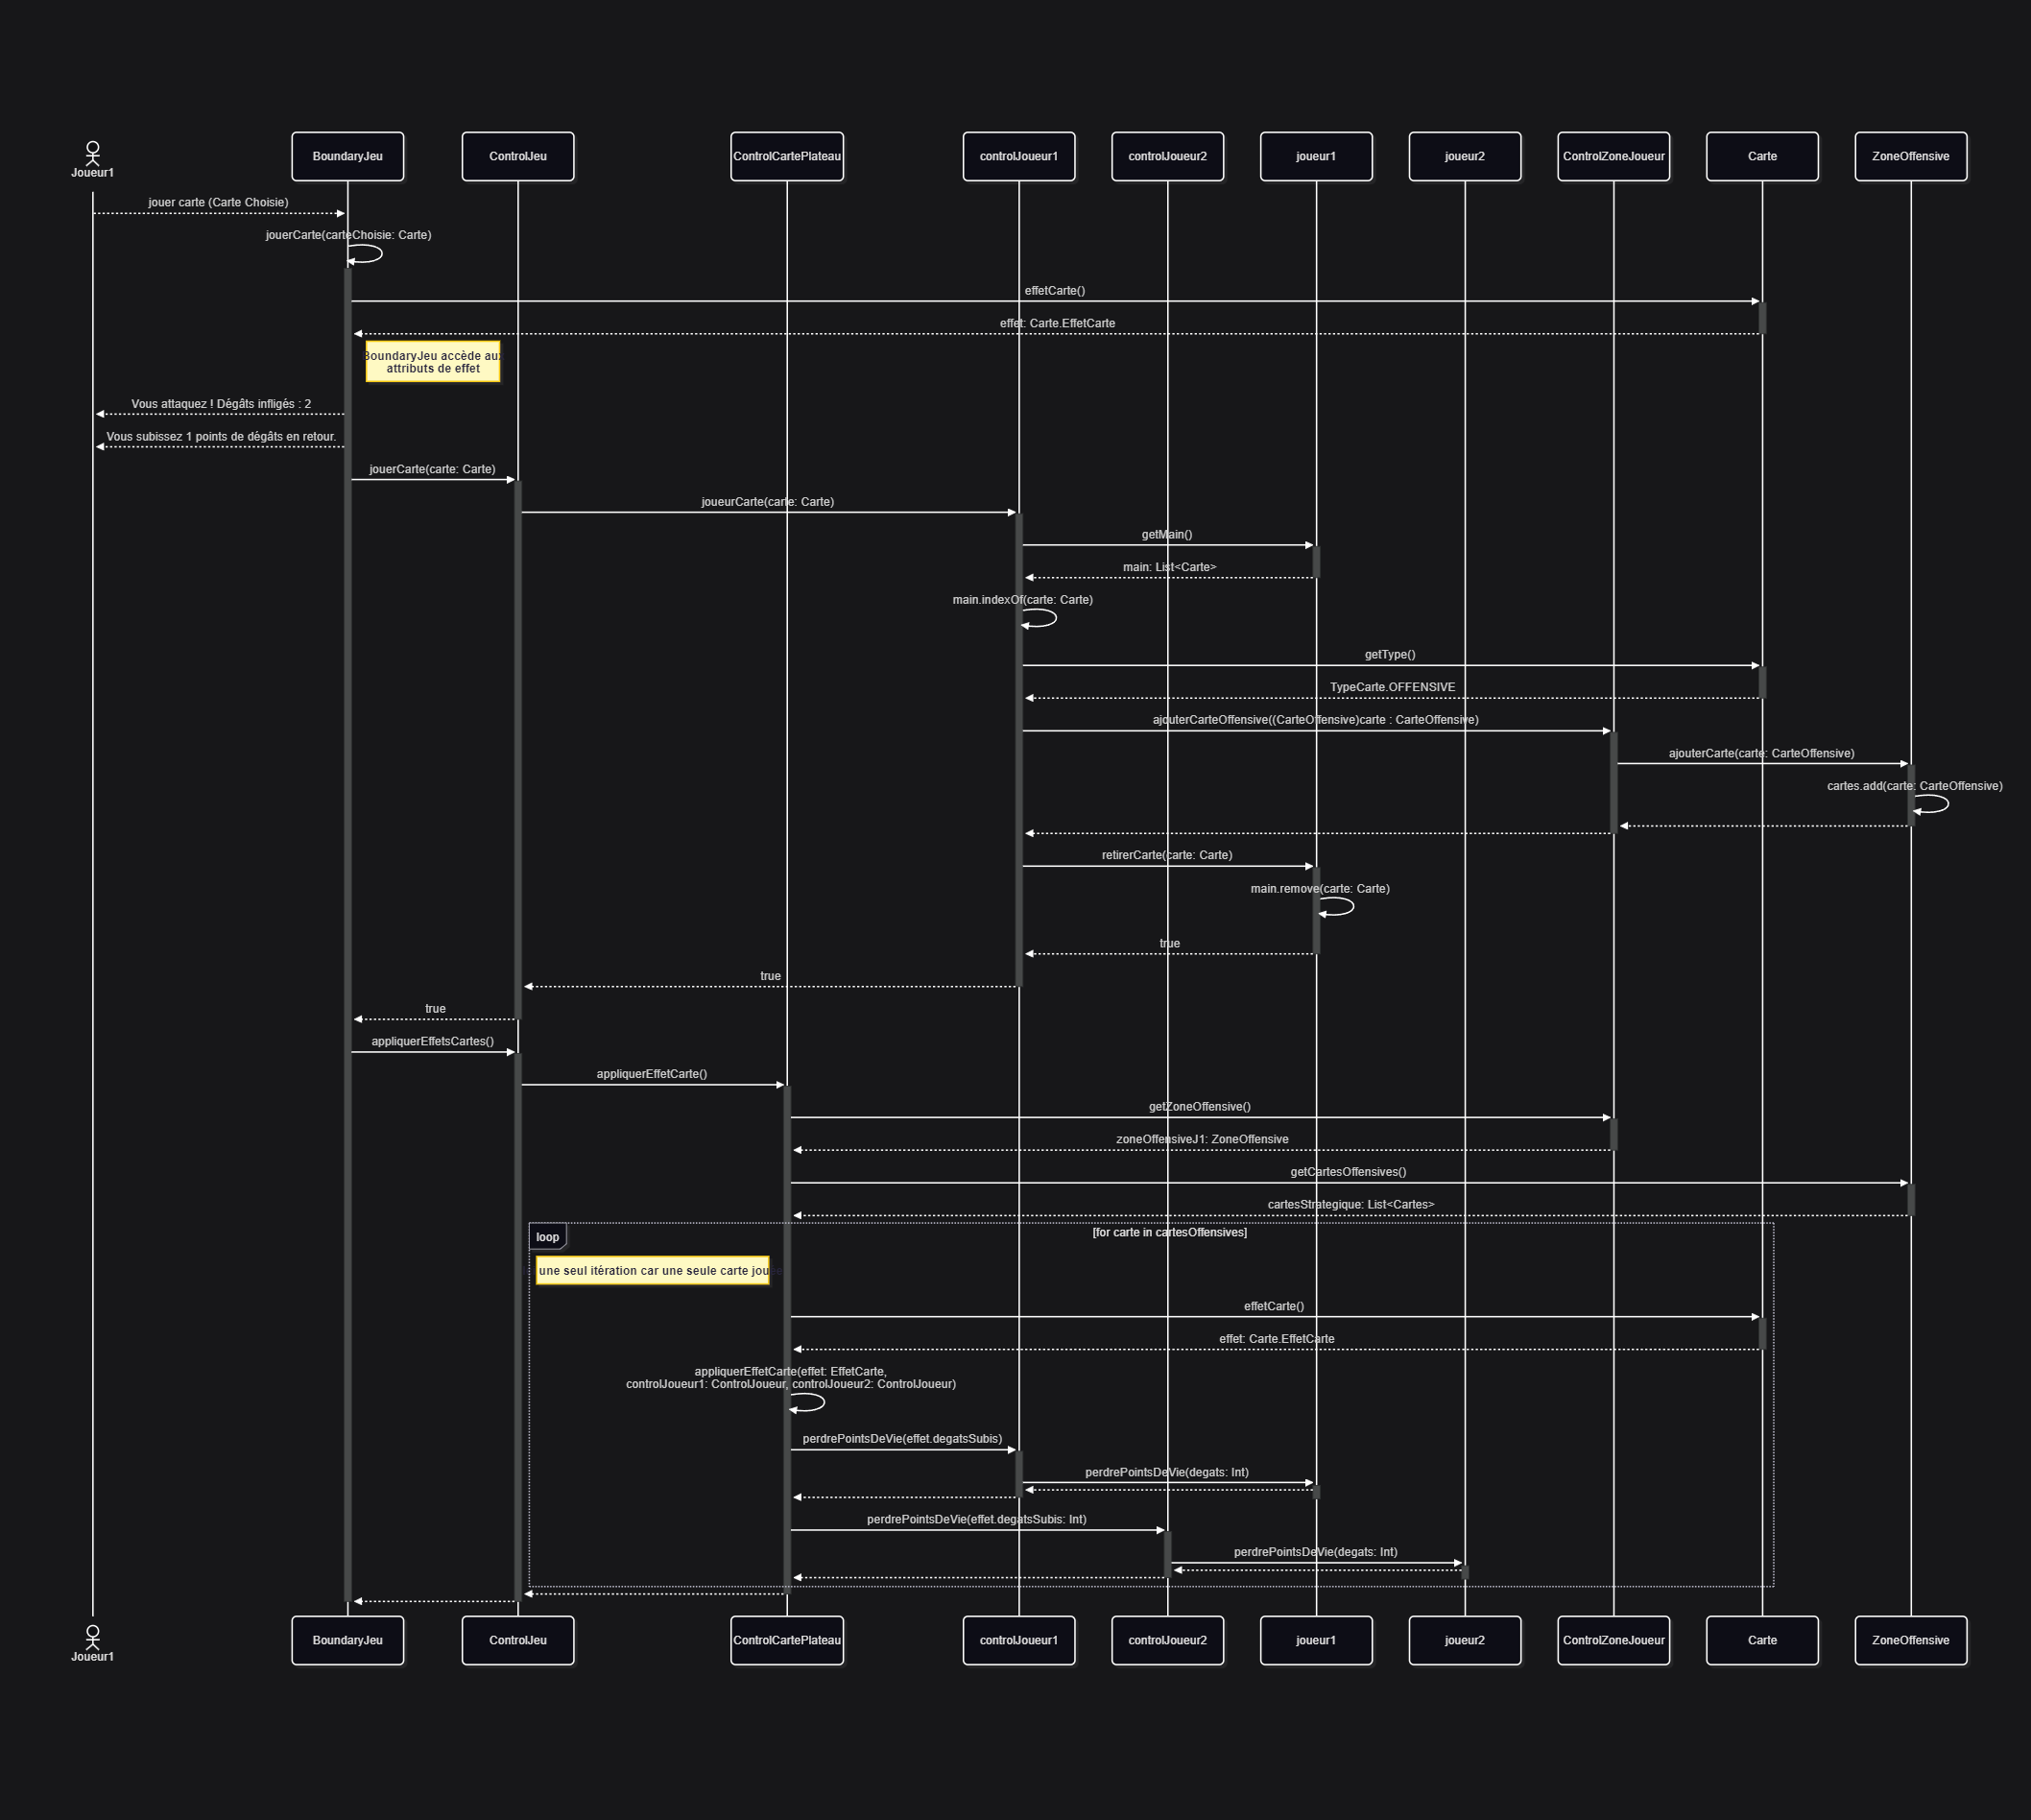 Joueur1
BoundaryJeu
ControlJeu
ControlCartePlateau
controlJoueur1
controlJoueur2
joueur1
joueur2
ControlZoneJoueur
Carte
ZoneOffensive
jouer carte (Carte Choisie)
jouerCarte(carteChoisie: Carte)
effetCarte()
effet: Carte.EffetCarte
BoundaryJeu accède aux
attributs de effet
Vous attaquez ! Dégâts infligés : 2
Vous subissez 1 points de dégâts en retour.
jouerCarte(carte: Carte)
joueurCarte(carte: Carte)
getMain()
main: List<Carte>
main.indexOf(carte: Carte)
getType()
TypeCarte.OFFENSIVE
ajouterCarteOffensive((CarteOffensive)carte : CarteOffensive)
ajouterCarte(carte: CarteOffensive)
cartes.add(carte: CarteOffensive)
retirerCarte(carte: Carte)
main.remove(carte: Carte)
true
true
true
appliquerEffetsCartes()
appliquerEffetCarte()
getZoneOffensive()
zoneOffensiveJ1: ZoneOffensive
getCartesOffensives()
cartesStrategique: List<Cartes>
loop
[for carte in cartesOffensives]
une seul itération car une seule carte jouée
effetCarte()
effet: Carte.EffetCarte
appliquerEffetCarte(effet: EffetCarte,
controlJoueur1: ControlJoueur, controlJoueur2: ControlJoueur)
perdrePointsDeVie(effet.degatsSubis)
perdrePointsDeVie(degats: Int)
perdrePointsDeVie(effet.degatsSubis: Int)
perdrePointsDeVie(degats: Int)
Joueur1
BoundaryJeu
ControlJeu
ControlCartePlateau
controlJoueur1
controlJoueur2
joueur1
joueur2
ControlZoneJoueur
Carte
ZoneOffensive